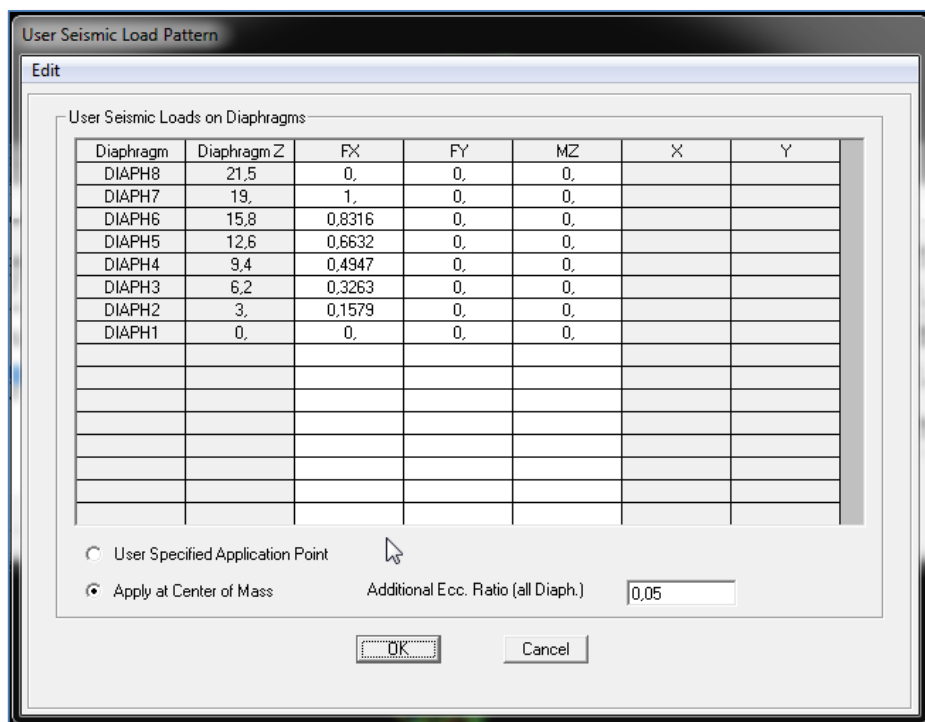 User Seismic Load Pattern
Edit
User Seismic Loads on Diaphragms
Diaphragm Diaphragm Z FX FY MZ X Y
DIAPH8 21,5 0, 0, 0,
DIAPH7 19, 1, 0, 0,
DIAPH6 15,8 0,8316 0, 0,
DIAPH5 12,6 0,6632 0, 0,
DIAPH4 9,4 0,4947 0, 0,
DIAPH3 6,2 0,3263 0, 0,
DIAPH2 3, 0,1579 0, 0,
DIAPH1 0, 0, 0, 0,
User Specified Application Point
Apply at Center of Mass Additional Ecc. Ratio (all Diaph.) 0,05
OK Cancel